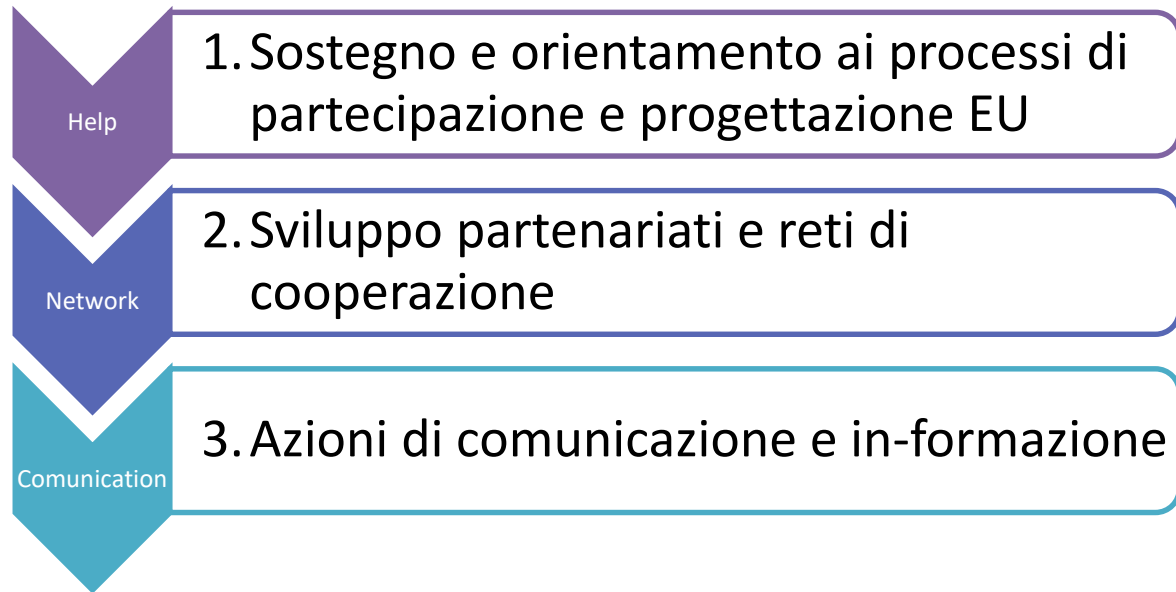 Help
1. Sostegno e orientamento ai processi di
partecipazione e progettazione EU
Network
2. Sviluppo partenariati e reti di
cooperazione
Comunication
3. Azioni di comunicazione e in-formazione